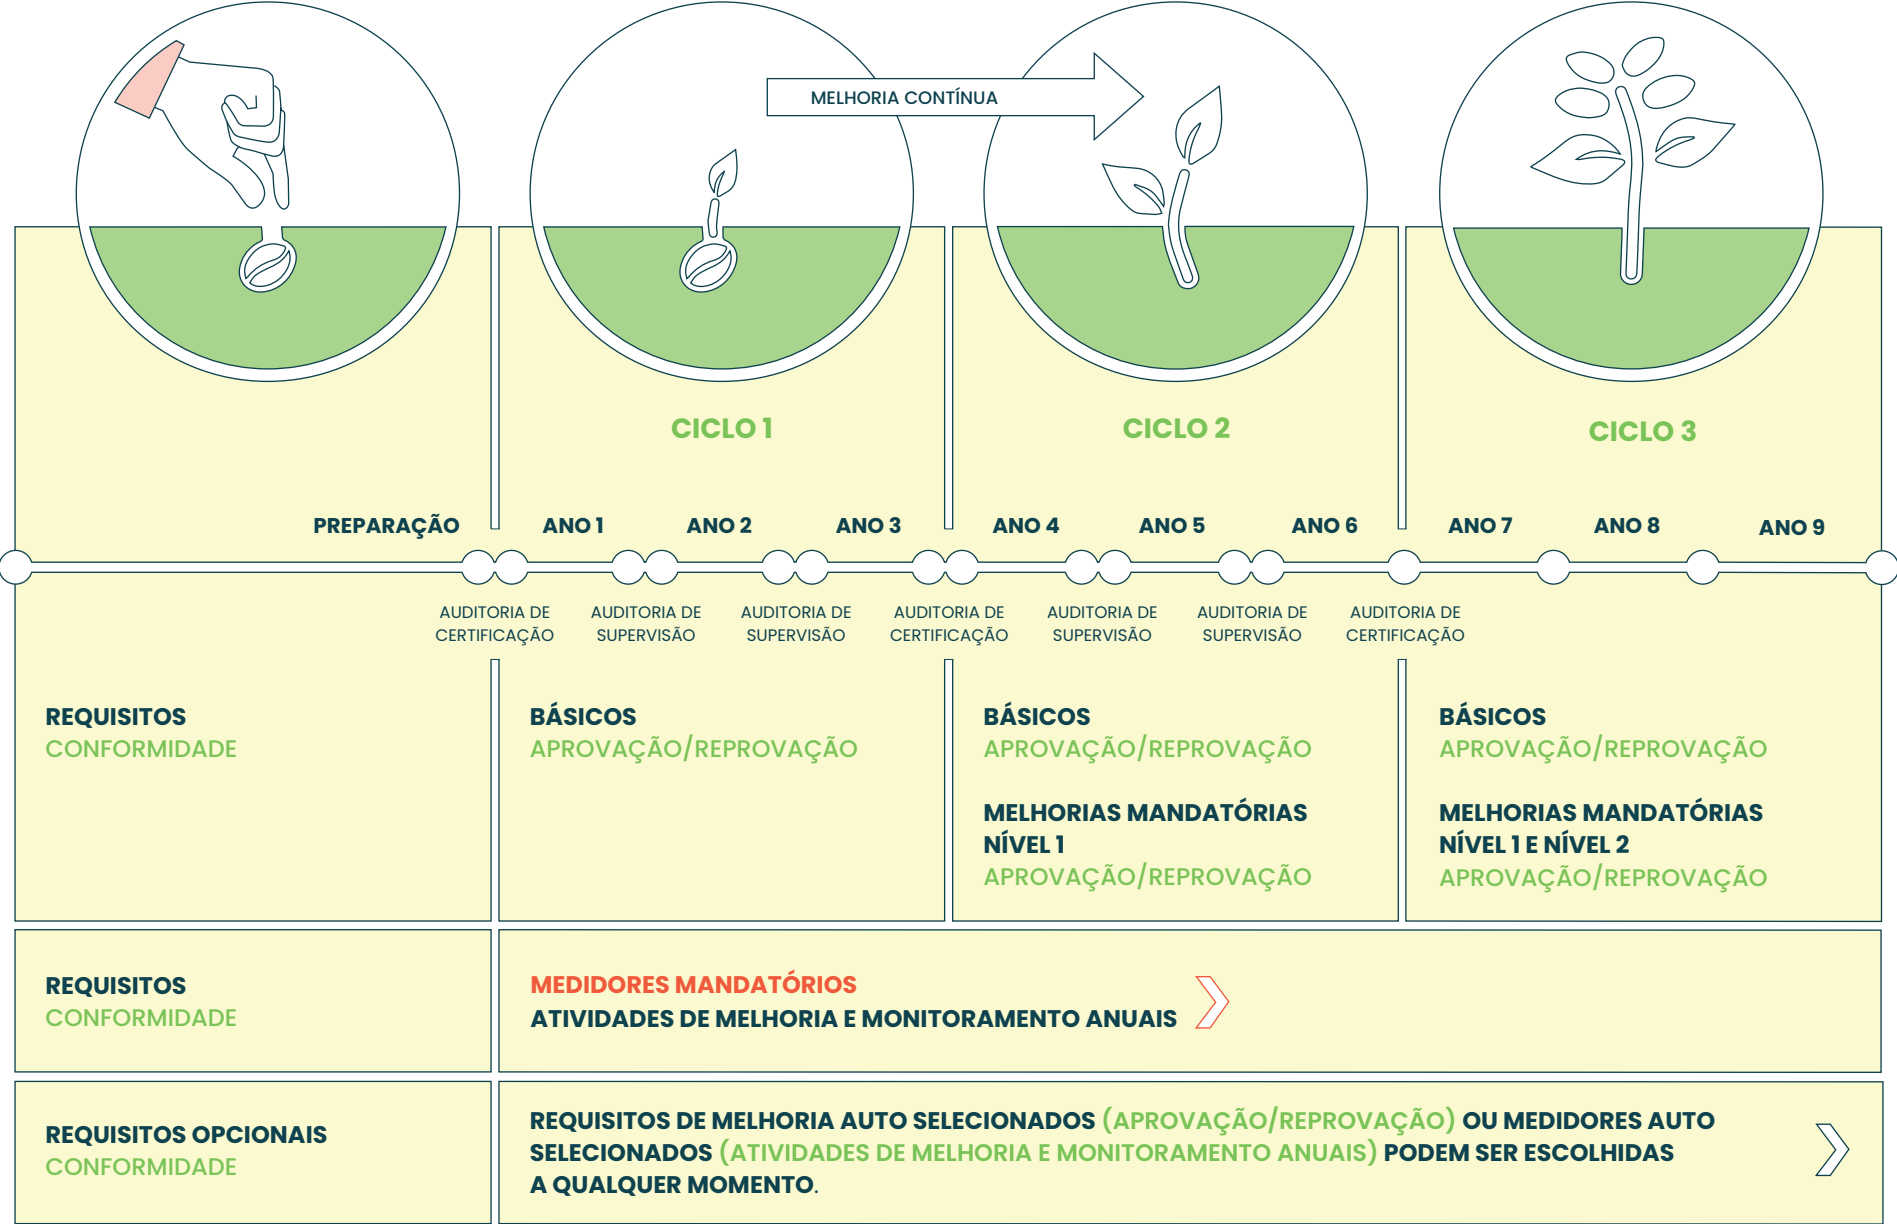 MELHORIA CONTÍNUA
CICLO 1
CICLO 2
CICLO 3
PREPARAÇÃO
ANO 1
ANO 2
ANO 3
ANO 4
ANO 5
ANO 6
ANO 7
ANO 8
ANO 9
AUDITORIA DE
CERTIFICAÇÃO
AUDITORIA DE
SUPERVISÃO
AUDITORIA DE
SUPERVISÃO
AUDITORIA DE
CERTIFICAÇÃO
AUDITORIA DE
SUPERVISÃO
AUDITORIA DE
SUPERVISÃO
AUDITORIA DE
CERTIFICAÇÃO
REQUISITOS
CONFORMIDADE
BÁSICOS
APROVAÇÃO/REPROVAÇÃO
BÁSICOS
APROVAÇÃO/REPROVAÇÃO
MELHORIAS MANDATÓRIAS
NÍVEL 1
APROVAÇÃO/REPROVAÇÃO
BÁSICOS
APROVAÇÃO/REPROVAÇÃO
MELHORIAS MANDATÓRIAS
NÍVEL 1 E NÍVEL 2
APROVAÇÃO/REPROVAÇÃO
REQUISITOS
CONFORMIDADE
MEDIDORES MANDATÓRIOS
ATIVIDADES DE MELHORIA E MONITORAMENTO ANUAIS
REQUISITOS OPCIONAIS
CONFORMIDADE
REQUISITOS DE MELHORIA AUTO SELECIONADOS (APROVAÇÃO/REPROVAÇÃO) OU MEDIDORES AUTO
SELECIONADOS (ATIVIDADES DE MELHORIA E MONITORAMENTO ANUAIS) PODEM SER ESCOLHIDAS
A QUALQUER MOMENTO.